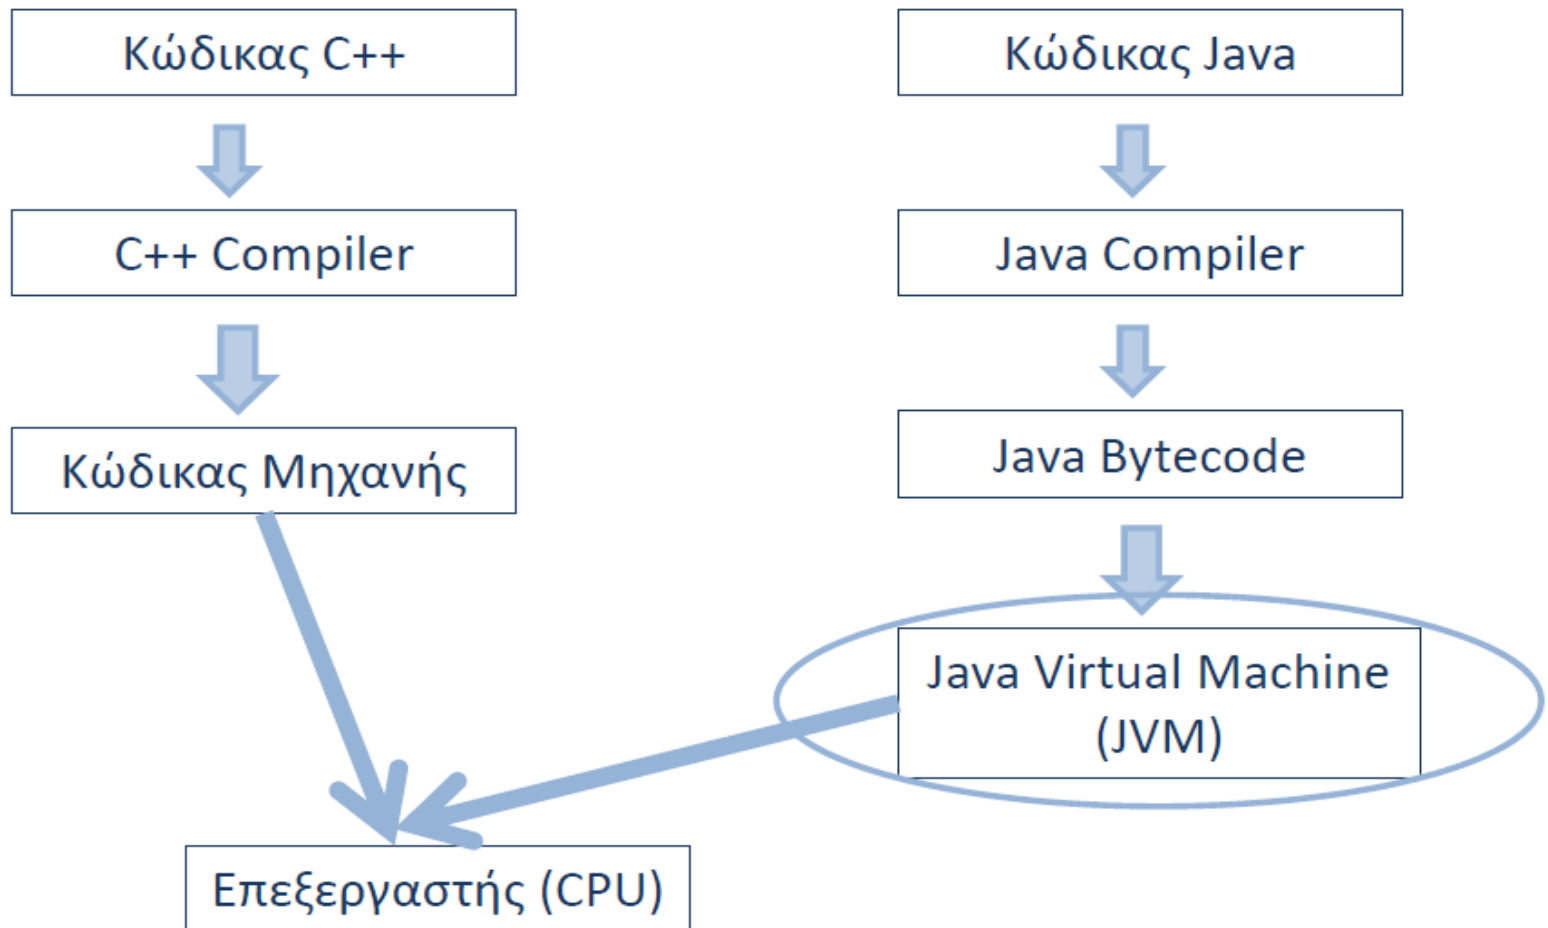 Κώδικας C++
Κώδικας Java
C++ Compiler
Java Compiler
Κώδικας Μηχανής
Java Bytecode
Java Virtual Machine
(JVM)
Επεξεργαστής (CPU)